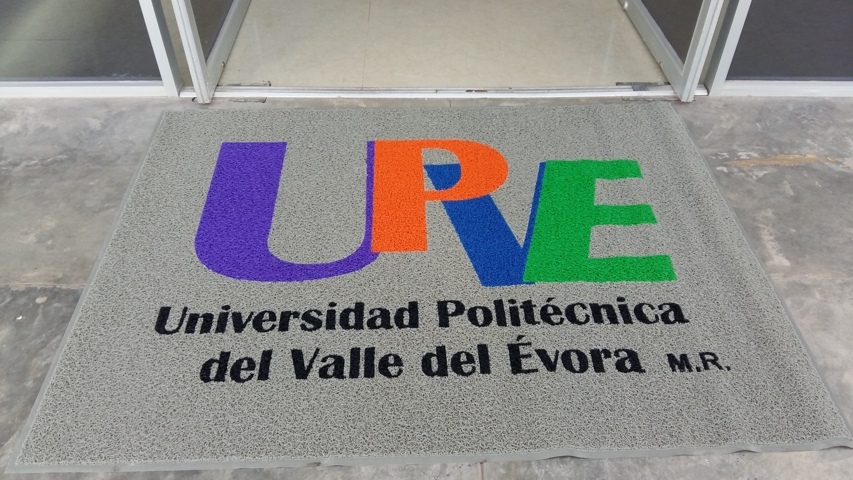 UPVE
Universidad Politécnica
del Valle del Évora M.R.